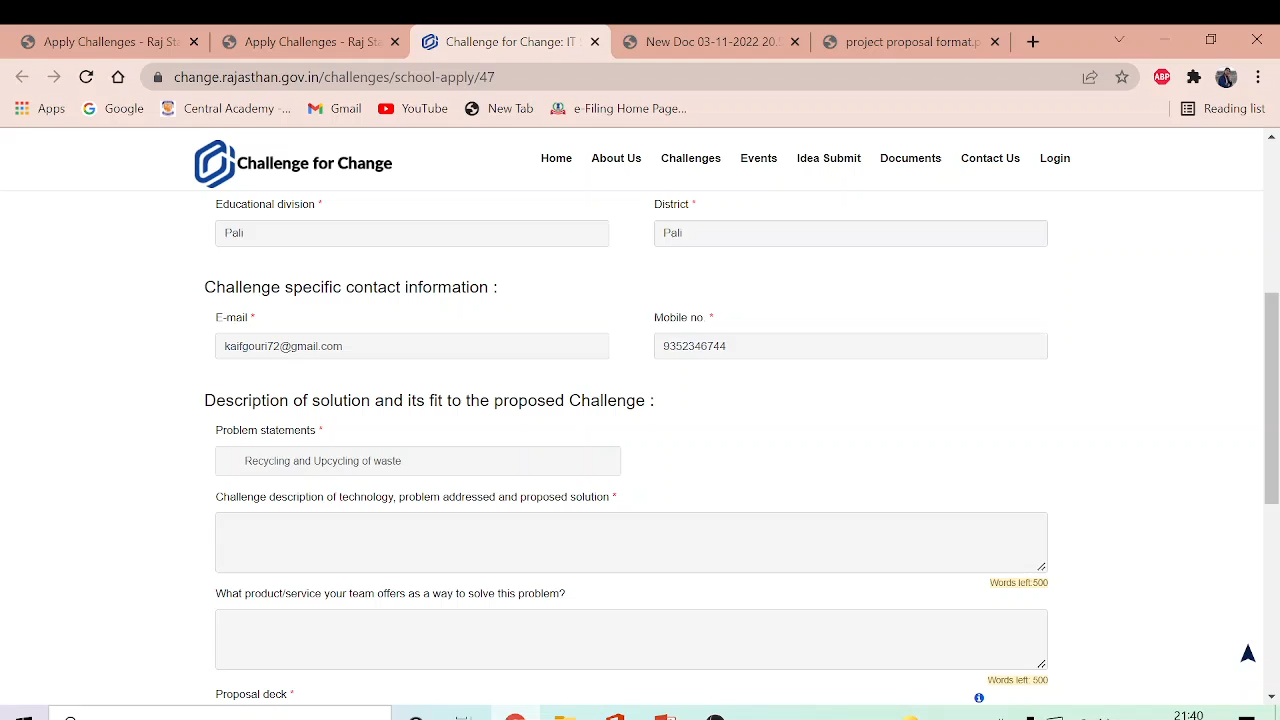 Apply Challenges - Raj Sta
Apply Challenges - Raj Sta
Challenge for Change: IT S
New Doc 03-11-2022 20.5
project proposal format.p
change.rajasthan.gov.in/challenges/school-apply/47
ABP
Apps
Google
Central Academy -...
Gmail
YouTube
New Tab
e-Filing Home Page...
Reading list
Challenge for Change
Home
About Us
Challenges
Events
Idea Submit
Documents
Contact Us
Login
Educational division *
District *
Pali
Pali
Challenge specific contact information :
E-mail *
Mobile no. *
kaifgouri72@gmail.com
9352346744
Description of solution and its fit to the proposed Challenge :
Problem statements *
Recycling and Upcycling of waste
Challenge description of technology, problem addressed and proposed solution *
Words left:500
What product/service your team offers as a way to solve this problem?
Words left: 500
Proposal deck *
21:40